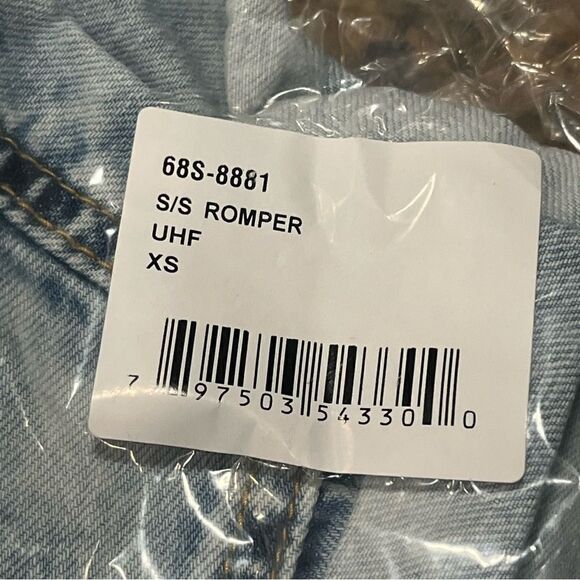 68S-8881
S/S ROMPER
UHF
XS
7 97503 54330 0